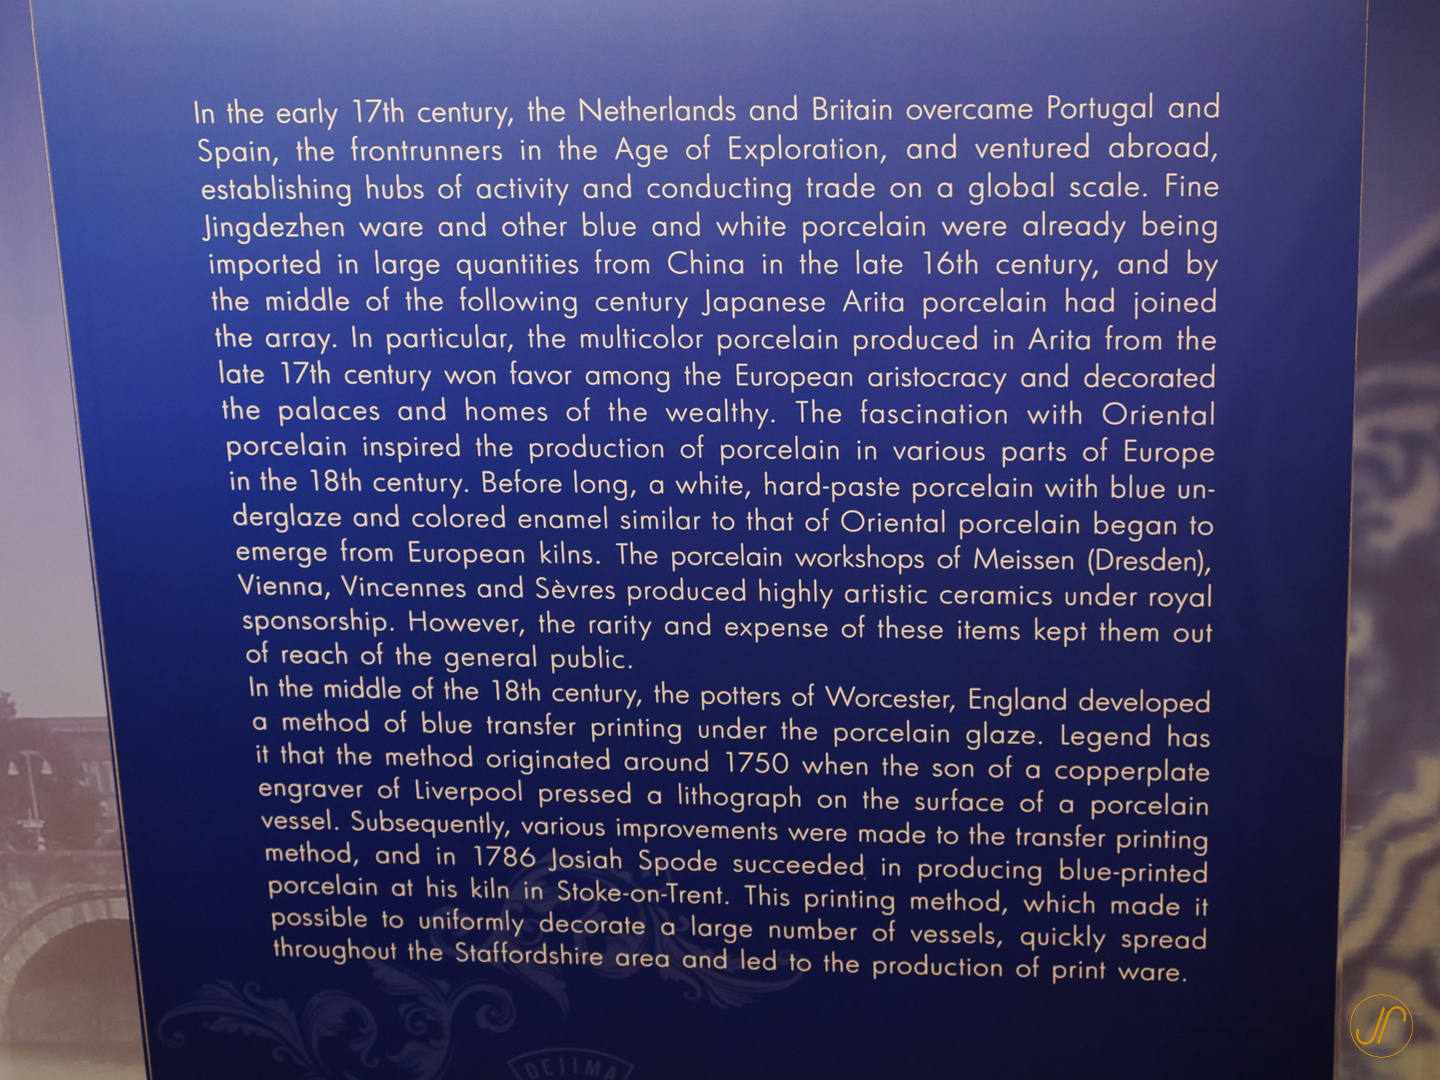 In the early 17th century, the Netherlands and Britain overcame Portugal and
Spain, the frontrunners in the Age of Exploration, and ventured abroad,
establishing hubs of activity and conducting trade on a global scale. Fine
Jingdezhen ware and other blue and white porcelain were already being
imported in large quantities from China in the late 16th century, and by
the middle of the following century Japanese Arita porcelain had joined
the array. In particular, the multicolor porcelain produced in Arita from the
late 17th century won favor among the European aristocracy and decorated
the palaces and homes of the wealthy. The fascination with Oriental
porcelain inspired the production of porcelain in various parts of Europe
in the 18th century. Before long, a white, hard-paste porcelain with blue un-
derglaze and colored enamel similar to that of Oriental porcelain began to
emerge from European kilns. The porcelain workshops of Meissen (Dresden),
Vienna, Vincennes and Sèvres produced highly artistic ceramics under royal
sponsorship. However, the rarity and expense of these items kept them out
of reach of the general public.
In the middle of the 18th century, the potters of Worcester, England developed
a method of blue transfer printing under the porcelain glaze. Legend has
it that the method originated around 1750 when the son of a copperplate
engraver of Liverpool pressed a lithograph on the surface of a porcelain
vessel. Subsequently, various improvements were made to the transfer printing
method, and in 1786 Josiah Spode succeeded in producing blue-printed
porcelain at his kiln in Stoke-on-Trent. This printing method, which made it
possible to uniformly decorate a large number of vessels, quickly spread
throughout the Staffordshire area and led to the production of print ware.
DEJIMA